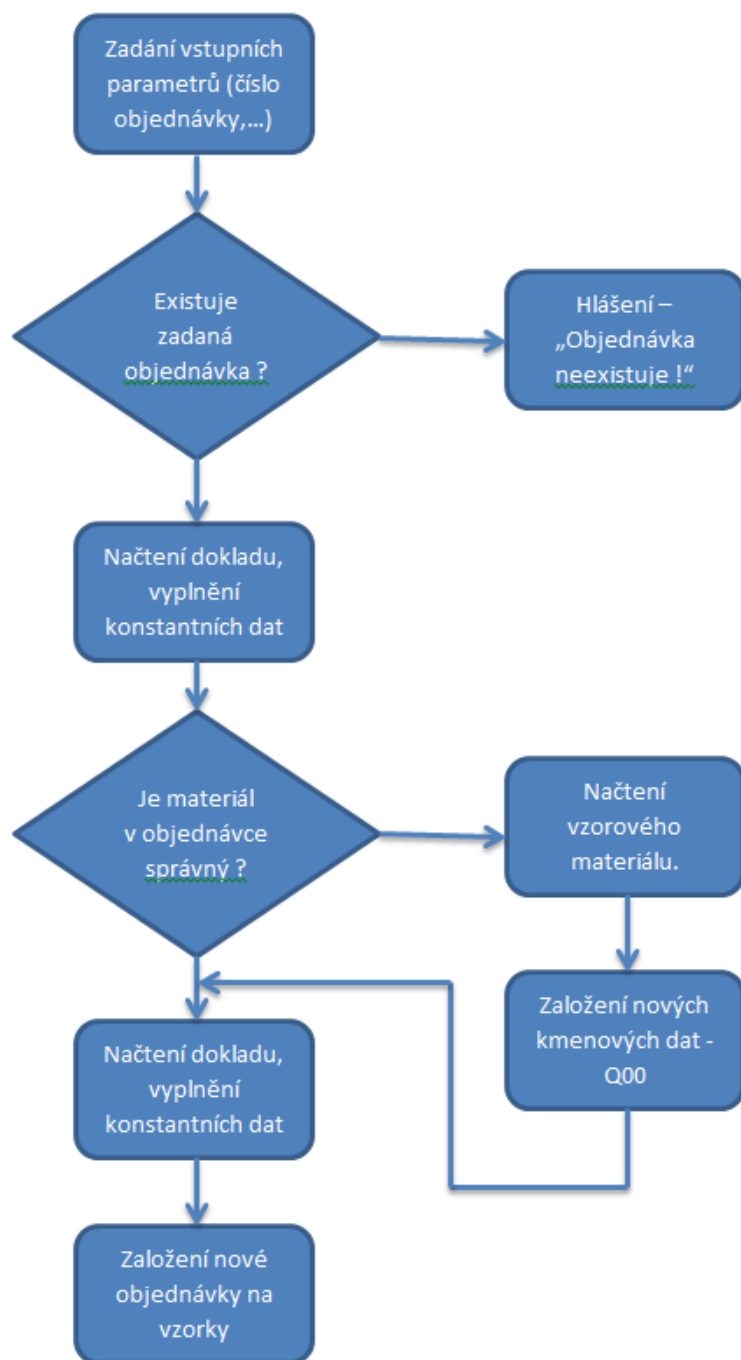 Zadání vstupních
parametrů (číslo
objednávky,...)
Existuje
zadaná
objednávka ?
Hlášení –
„Objednávka
neexistuje !“
Načtení dokladu,
vyplnění
konstantních dat
Je materiál
v objednávce
správný ?
Načtení
vzorového
materiálu.
Založení nových
kmenových dat -
Q00
Načtení dokladu,
vyplnění
konstantních dat
Založení nové
objednávky na
vzorky